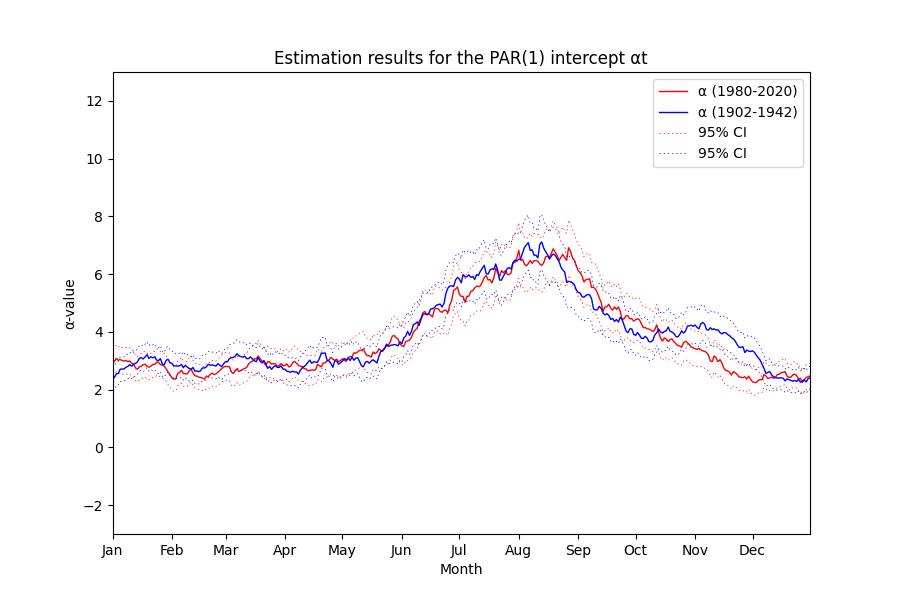 Estimation results for the PAR(1) intercept αt
α (1980-2020)
α (1902-1942)
95% CI
95% CI
12
10
8
6
4
2
0
−2
α-value
Jan Feb Mar Apr May Jun Jul Aug Sep Oct Nov Dec
Month